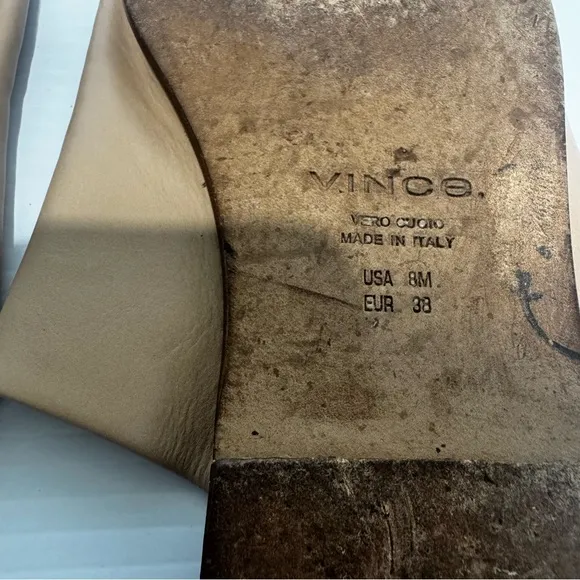 VINCE.
VERO CUOIO
MADE IN ITALY
USA 8M
EUR 38